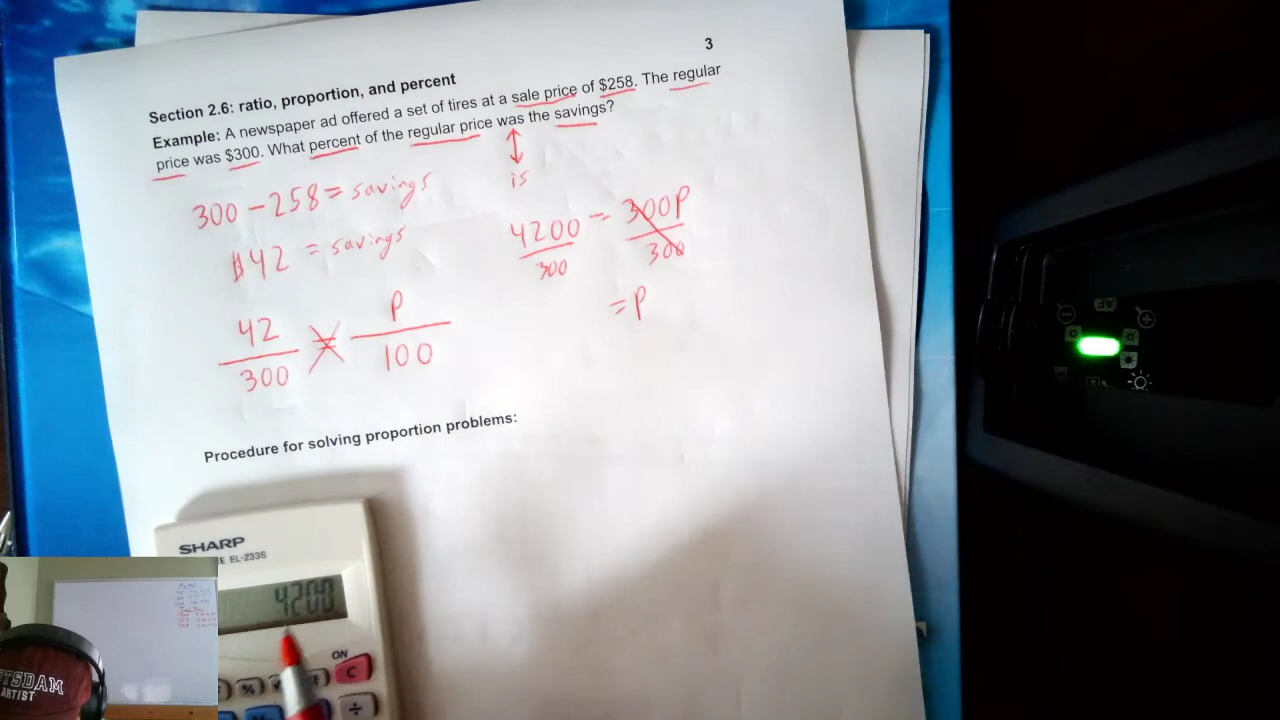 3
Section 2.6: ratio, proportion, and percent
Example: A newspaper ad offered a set of tires at a sale price of $258. The regular
price was $300. What percent of the regular price was the savings?
is
300 - 258 = savings
$42 = savings
42/300 = P/100
4200/300 = 300P/300
= P
Procedure for solving proportion problems:
SHARP
EL-233S
4200
ON
C
%
÷
TSDAM
ARTIST
AF